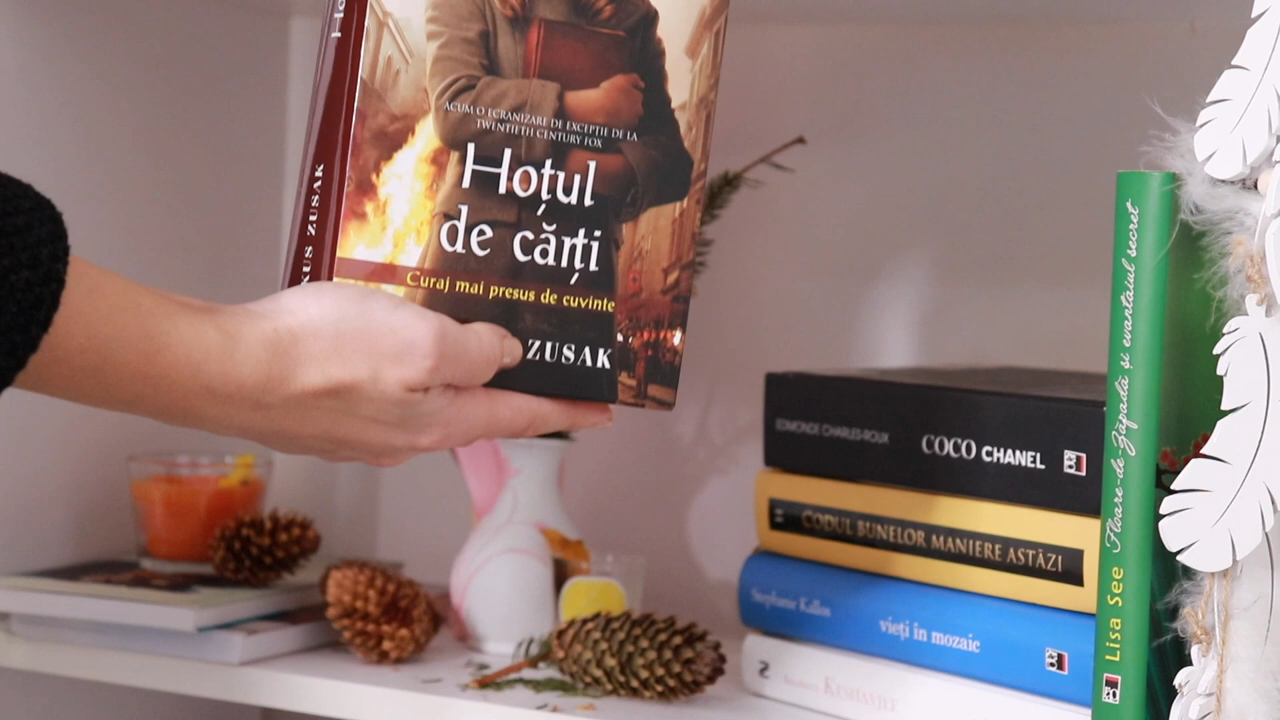 Ho
KUS ZUSAK
ACUM O ECRANIZARE DE EXCEPȚIE DE LA
TWENTIETH CENTURY FOX
Hoțul
de cărți
Curaj mai presus de cuvinte
ZUSAK
EDMONDE CHARLES-ROUX COCO CHANEL
CODUL BUNELOR MANIERE ASTĂZI
Stephanie Kallos vieți în mozaic
KESHAVJEE
Lisa See Floare-de-Zăpadă și evantaiul secret